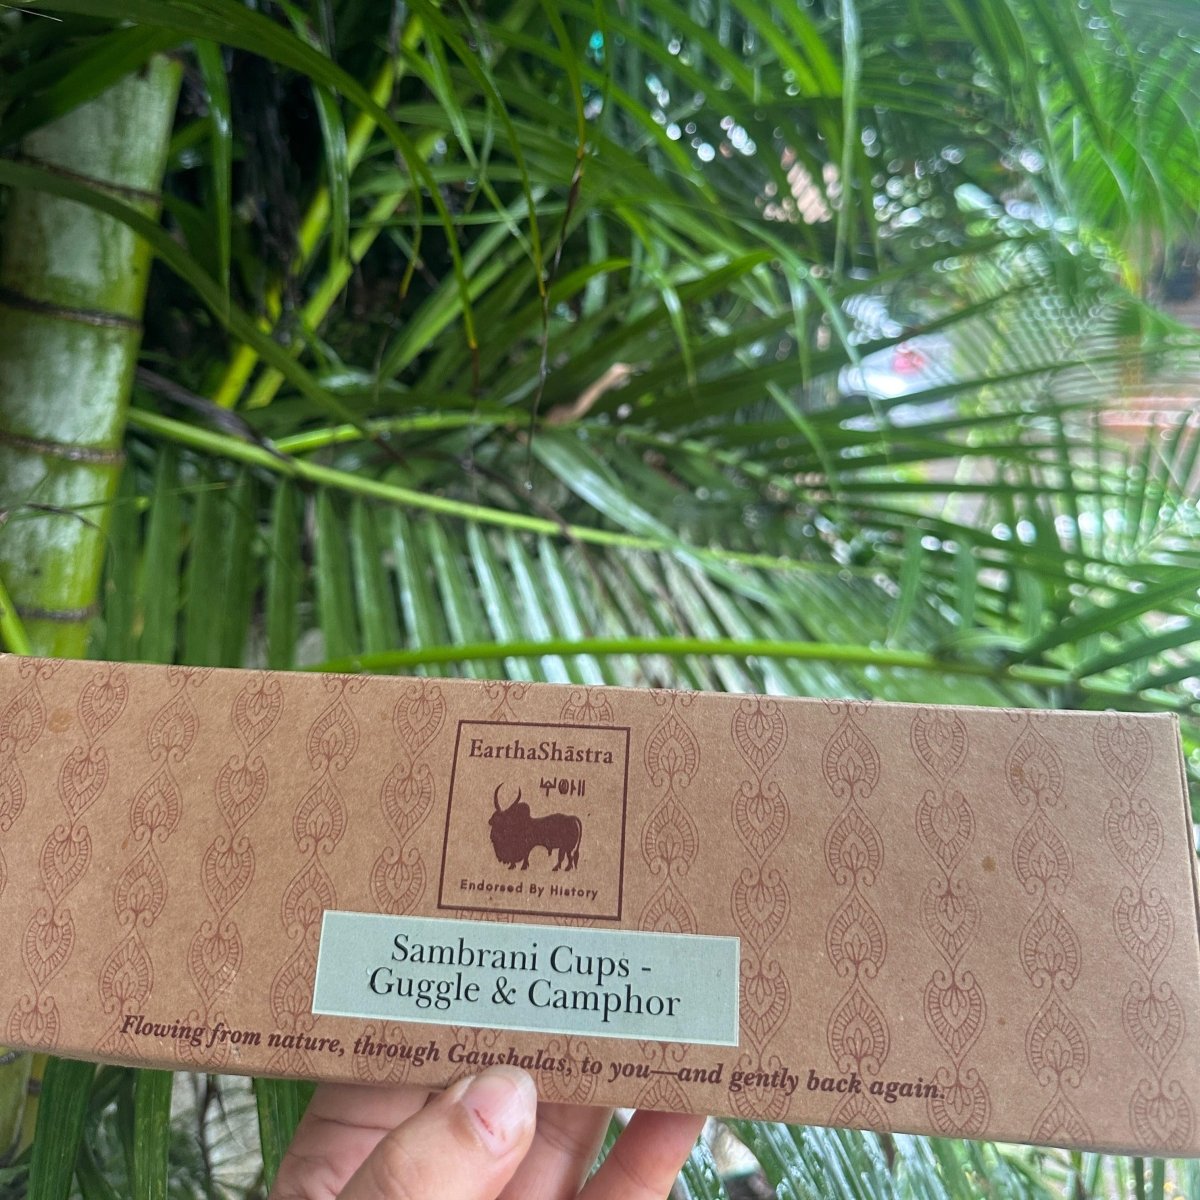 EarthaShāstra
Endorsed By History
Sambrani Cups -
Guggle & Camphor
Flowing from nature, through Gaushalas, to you—and gently back again.